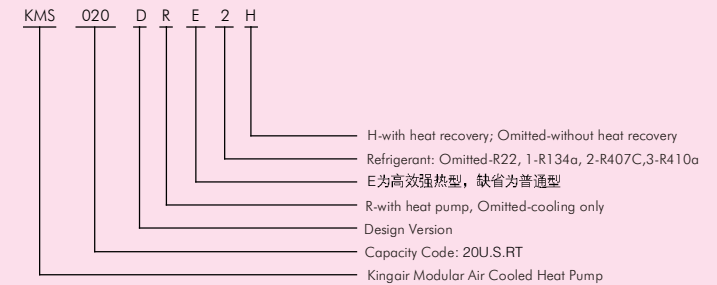 KMS 020 D R E 2 H
H-with heat recovery; Omitted-without heat recovery
Refrigerant: Omitted-R22, 1-R134a, 2-R407C,3-R410a
E为高效强热型，缺省为普通型
R-with heat pump, Omitted-cooling only
Design Version
Capacity Code: 20U.S.RT
Kingair Modular Air Cooled Heat Pump